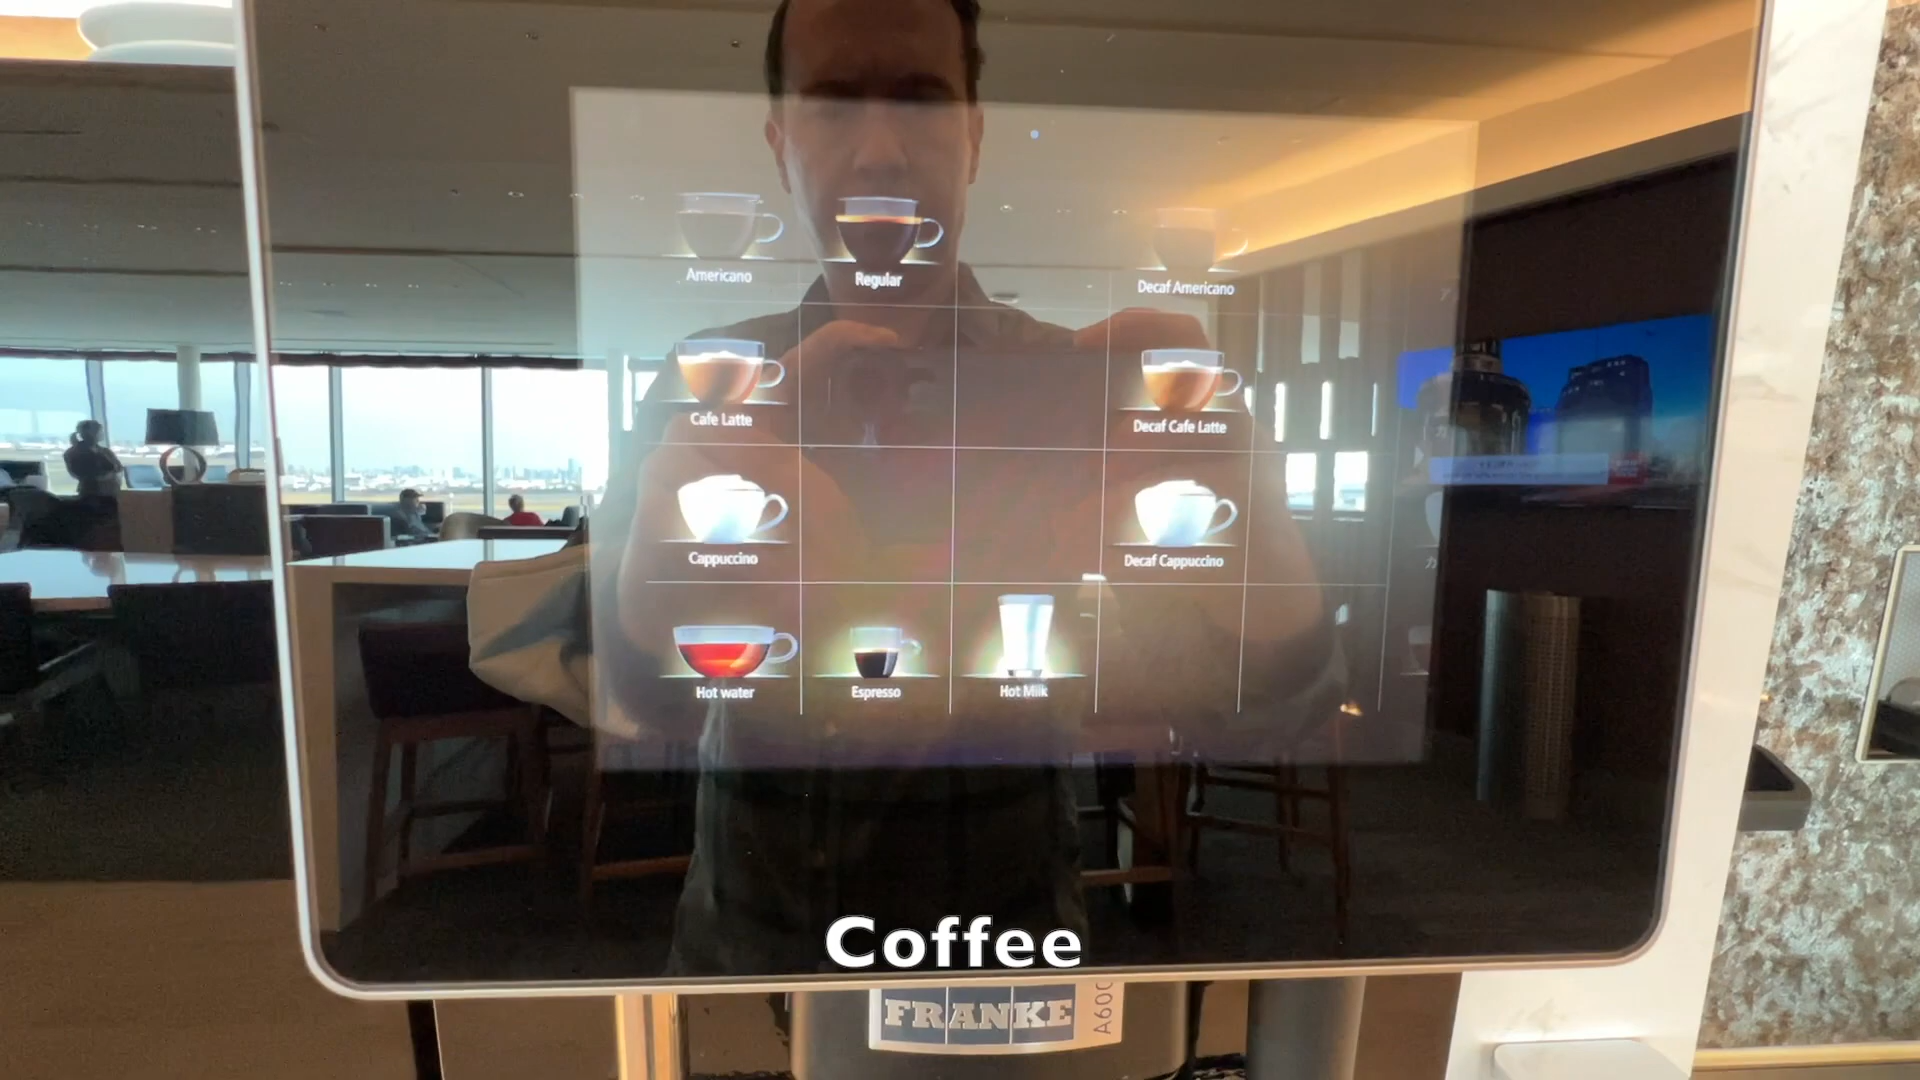 Americano
Regular
Decaf Americano
Cafe Latte
Decaf Cafe Latte
Cappuccino
Decaf Cappuccino
Hot water
Espresso
Hot Milk
Coffee
FRANKE
A600